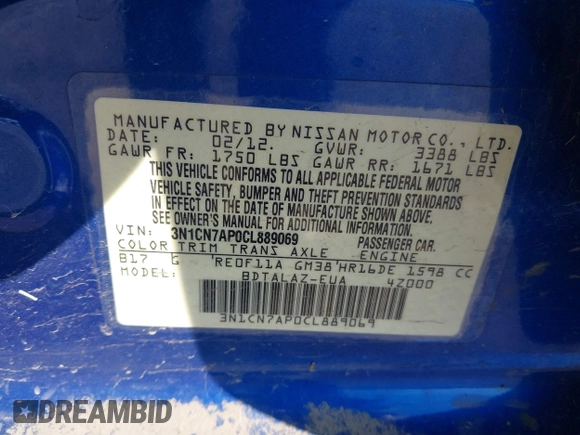 MANUFACTURED BY NISSAN MOTOR CO., LTD.
DATE: 02/12. GVWR: 3388 LBS
GAWR FR: 1750 LBS GAWR RR: 1671 LBS
THIS VEHICLE CONFORMS TO ALL APPLICABLE FEDERAL MOTOR
VEHICLE SAFETY, BUMPER AND THEFT PREVENTION STANDARDS
IN EFFECT ON THE DATE OF MANUFACTURE SHOWN ABOVE.
SEE OWNER'S MANUAL FOR ADDITIONAL INFORMATION.
VIN: 3N1CN7AP0CL889069 PASSENGER CAR.
COLOR TRIM TRANS AXLE ENGINE
B17 G RE0F11A GM38 HR16DE 1598 CC
MODEL: BDTALAZ-EUA 4Z000
3N1CN7AP0CL889069
DREAMBID